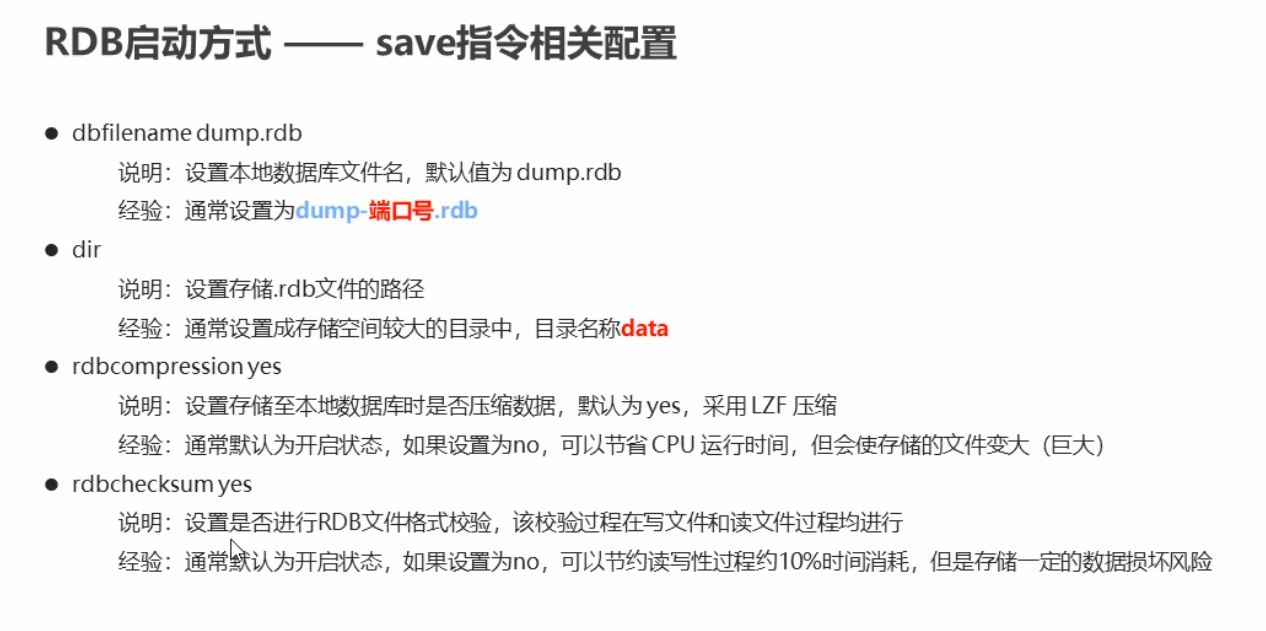 RDB启动方式 —— save指令相关配置
● dbfilename dump.rdb
说明：设置本地数据库文件名，默认值为 dump.rdb
经验：通常设置为dump-端口号.rdb
● dir
说明：设置存储.rdb文件的路径
经验：通常设置成存储空间较大的目录中，目录名称data
● rdbcompression yes
说明：设置存储至本地数据库时是否压缩数据，默认为 yes，采用 LZF 压缩
经验：通常默认为开启状态，如果设置为no，可以节省 CPU 运行时间，但会使存储的文件变大（巨大）
● rdbchecksum yes
说明：设置是否进行RDB文件格式校验，该校验过程在写文件和读文件过程均进行
经验：通常默认为开启状态，如果设置为no，可以节约读写性过程约10%时间消耗，但是存储一定的数据损坏风险